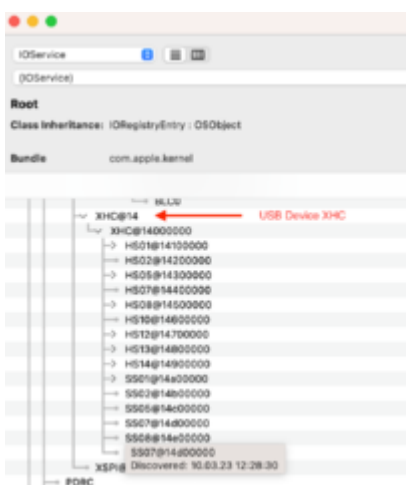 IOService
(IOService)
Root
Class Inheritance: IORegistryEntry : OSObject
Bundle com.apple.kernel
BLC0
XHC@14 USB Device XHC
XHC@14000000
HS01@14100000
HS02@14200000
HS05@14300000
HS07@14400000
HS08@14500000
HS10@14600000
HS12@14700000
HS13@14800000
HS14@14900000
SS01@14a00000
SS02@14b00000
SS05@14c00000
SS07@14d00000
SS08@14e00000
SS07@14d00000
XSPI@ Discovered: 10.03.23 12:28:30